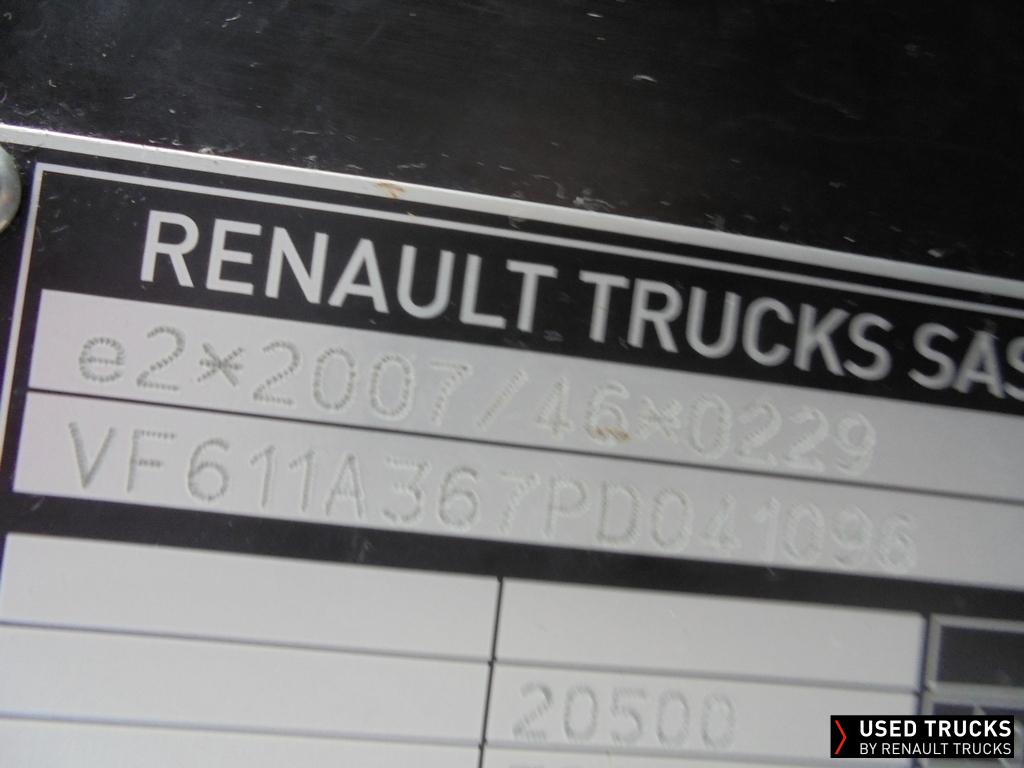 RENAULT TRUCKS SAS
e2*2007/46*0229
VF611A367PD041096
20500
USED TRUCKS
BY RENAULT TRUCKS